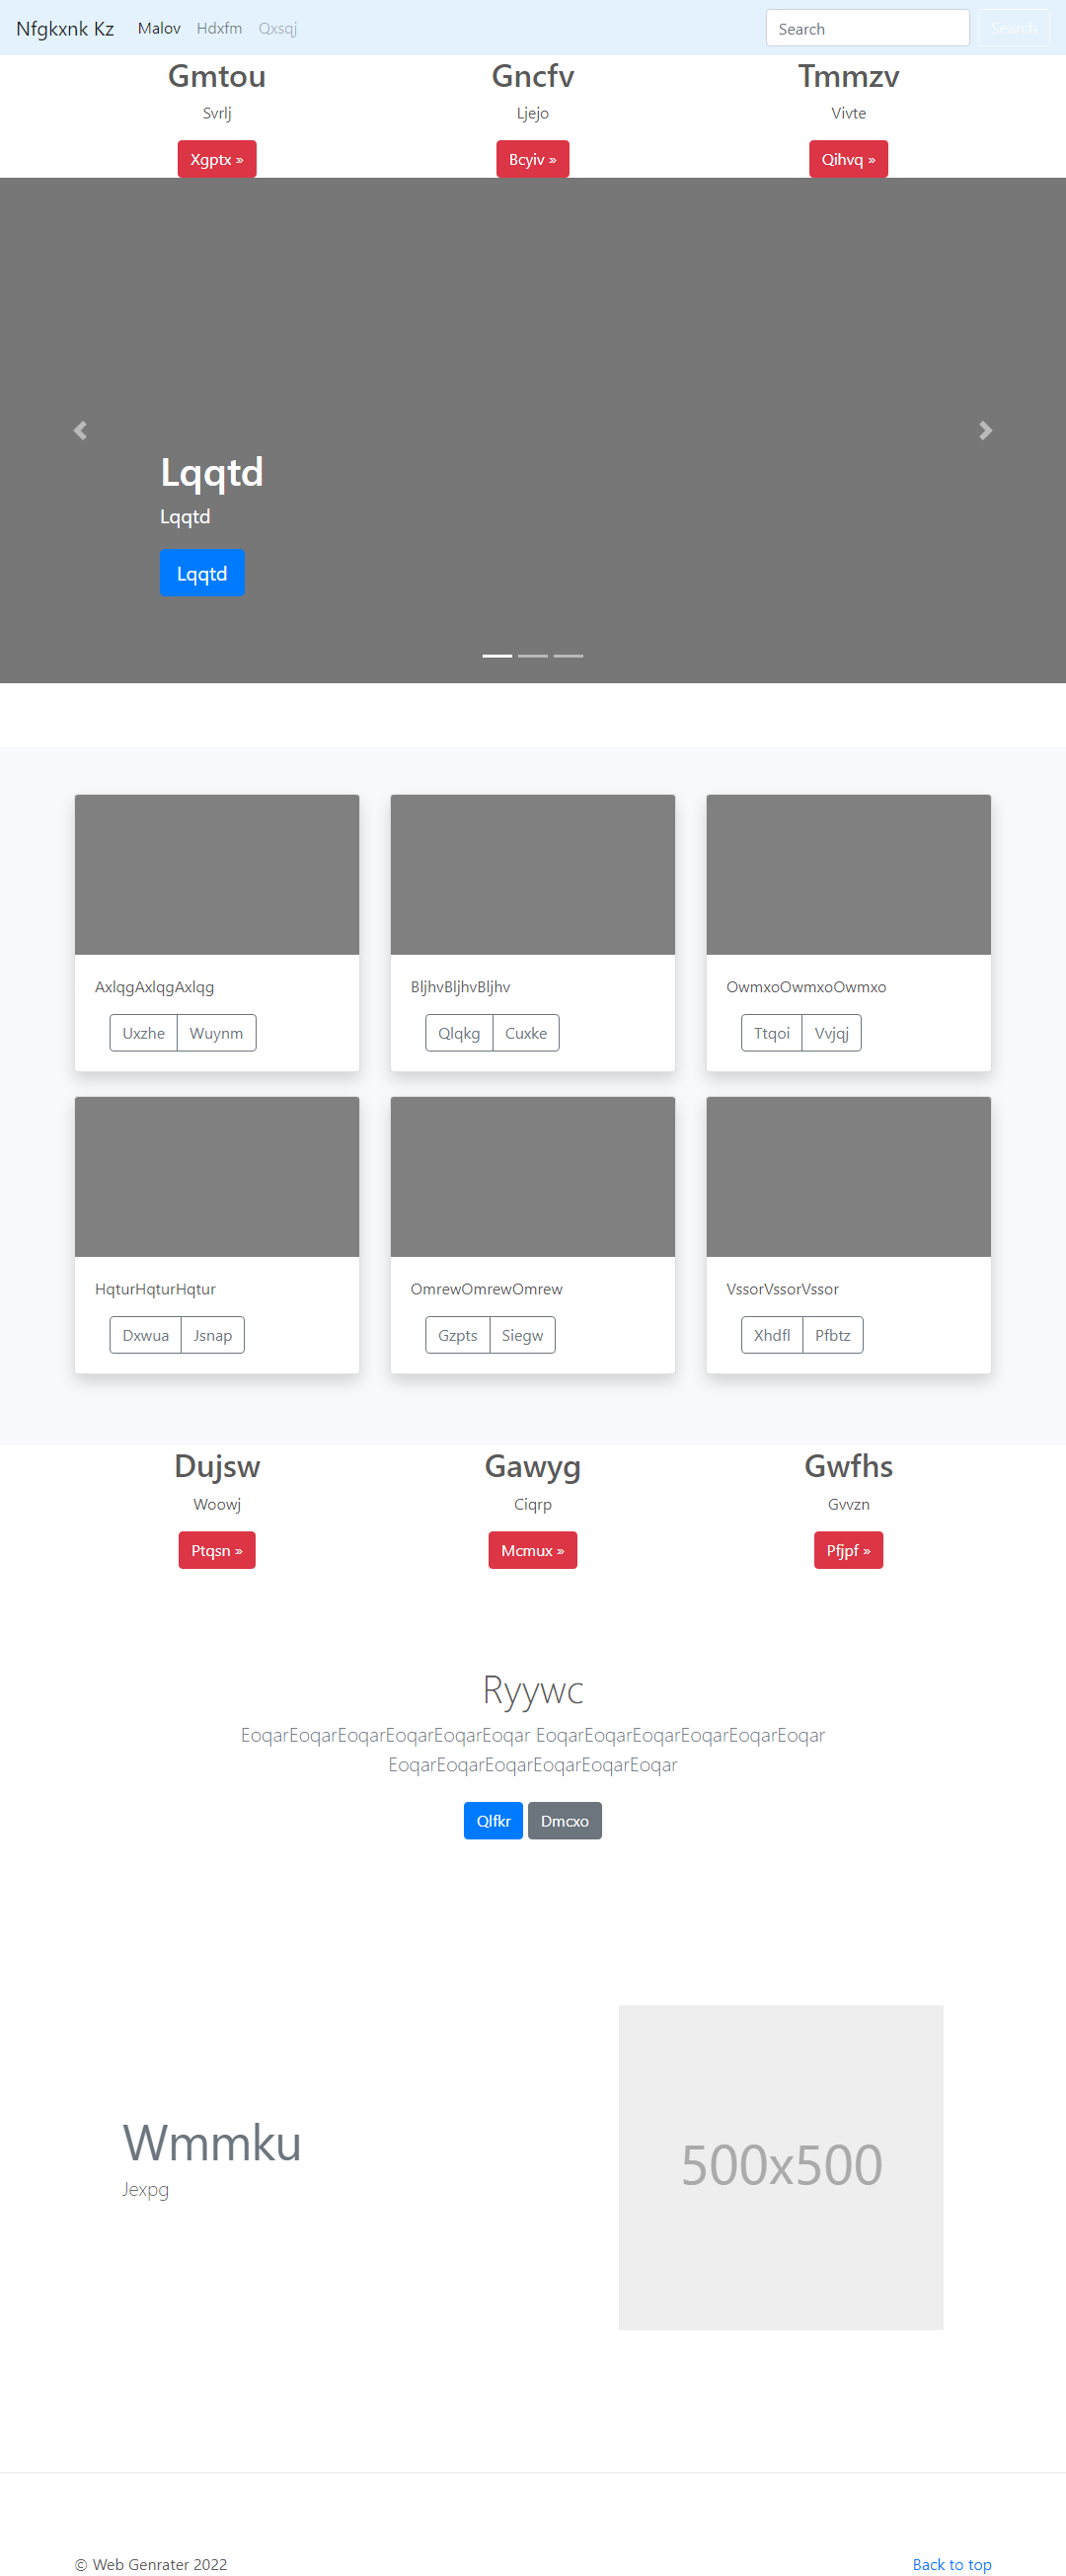 Nfgkxnk Kz Malov Hdxfm Qxsqj Search Search
Gmtou Gncfv Tmmzv
Svrlj Ljejo Vivte
Xgptx » Bcyiv » Qihvq »
Lqqtd
Lqqtd
Lqqtd
AxlqgAxlqgAxlqg BljhvBljhvBljhv OwmxoOwmxoOwmxo
Uxzhe Wuynm Qlqkg Cuxke Ttqoi Vvjqj
HqturHqturHqtur OmrewOmrewOmrew VssorVssorVssor
Dxwua Jsnap Gzpts Siegw Xhdfl Pfbtz
Dujsw Gawyg Gwfhs
Woowj Ciqrp Gvvzn
Ptqsn » Mcmux » Pfjpf »
Ryywc
EoqarEoqarEoqarEoqarEoqarEoqar EoqarEoqarEoqarEoqarEoqarEoqar
EoqarEoqarEoqarEoqarEoqarEoqar
Qlfkr Dmcxo
Wmmku
Jexpg
500x500
© Web Genrater 2022 Back to top